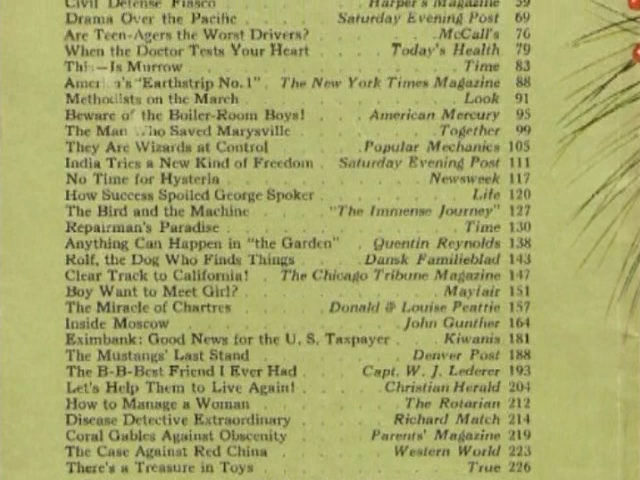 Civil Defense Fiasco . Harper's Magazine 59
Drama Over the Pacific . . . Saturday Evening Post 69
Are Teen-Agers the Worst Drivers? . . . McCall's 76
When the Doctor Tests Your Heart . . Today's Health 79
This—Is Murrow . . . Time 83
"Earthstrip No. 1" . The New York Times Magazine 88
Methodists on the March . . . Look 91
Beware of the Boiler-Room Boys! . . American Mercury 95
The Man Who Saved Marysville . . . Together 99
They Are Wizards at Control . . . Popular Mechanics 105
India Tries a New Kind of Freedom . Saturday Evening Post 111
No Time for Hysteria . . . Newsweek 117
How Success Spoiled George Spoker . . . Life 120
The Bird and the Machine . . "The Immense Journey" 127
Repairman's Paradise . . . Time 130
Anything Can Happen in "the Garden" . Quentin Reynolds 138
Rolf, the Dog Who Finds Things . . . Dansk Familieblad 143
Clear Track to California! . The Chicago Tribune Magazine 147
Boy Want to Meet Girl? . . . Mayfair 151
The Miracle of Chartres . . . Donald & Louise Peattie 157
Inside Moscow . . . John Gunther 164
Eximbank: Good News for the U. S. Taxpayer . . Kiwanis 181
The Mustangs' Last Stand . . . Denver Post 188
The B-B-Best Friend I Ever Had . . Capt. W. J. Lederer 193
Let's Help Them to Live Again! . . . Christian Herald 204
How to Manage a Woman . . . The Rotarian 212
Disease Detective Extraordinary . . . Richard Match 214
Coral Gables Against Obscenity . . . Parents' Magazine 219
The Case Against Red China . . . Western World 223
There's a Treasure in Toys . . . True 226